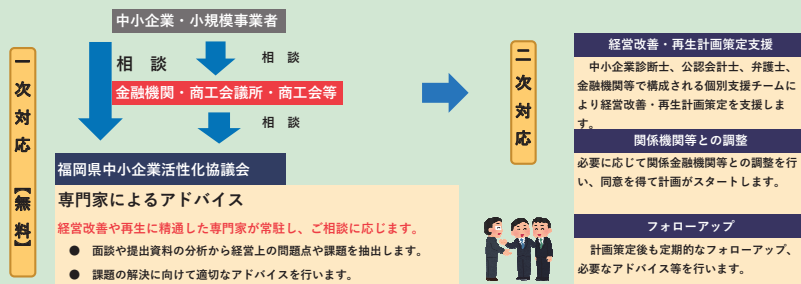 一次対応【無料】
中小企業・小規模事業者
相　談
相　談
金融機関・商工会議所・商工会等
相　談
福岡県中小企業活性化協議会
専門家によるアドバイス
経営改善や再生に精通した専門家が常駐し、ご相談に応じます。
● 面談や提出資料の分析から経営上の問題点や課題を抽出します。
● 課題の解決に向けて適切なアドバイスを行います。
二次対応
経営改善・再生計画策定支援
中小企業診断士、公認会計士、弁護士、
金融機関等で構成される個別支援チームに
より経営改善・再生計画策定を支援しま
す。
関係機関等との調整
必要に応じて関係金融機関等との調整を行
い、同意を得て計画がスタートします。
フォローアップ
計画策定後も定期的なフォローアップ、
必要なアドバイス等を行います。